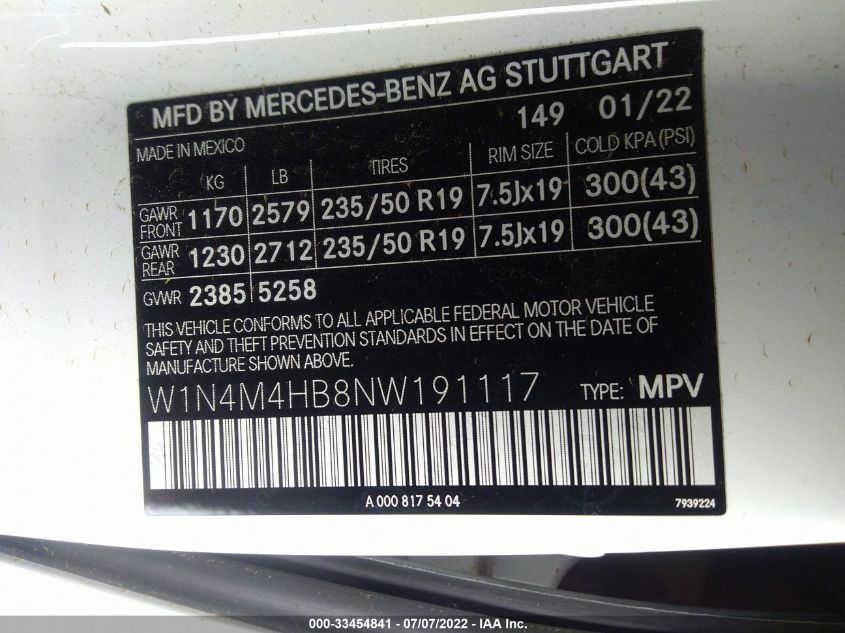 MFD BY MERCEDES-BENZ AG STUTTGART
149 01/22
MADE IN MEXICO
KG LB TIRES RIM SIZE COLD KPA (PSI)
GAWR FRONT 1170 2579 235/50 R19 7.5Jx19 300(43)
GAWR REAR 1230 2712 235/50 R19 7.5Jx19 300(43)
GVWR 2385 5258
THIS VEHICLE CONFORMS TO ALL APPLICABLE FEDERAL MOTOR VEHICLE
SAFETY AND THEFT PREVENTION STANDARDS IN EFFECT ON THE DATE OF
MANUFACTURE SHOWN ABOVE.
W1N4M4HB8NW191117 TYPE: MPV
A 000 817 54 04 7939224
000-33454841 - 07/07/2022 - IAA Inc.